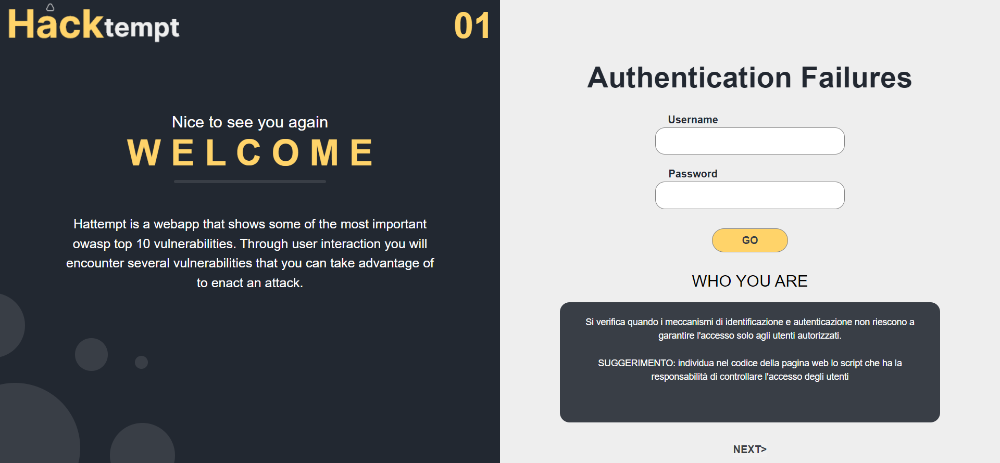 Hacktempt
01
Nice to see you again
WELCOME
Hattempt is a webapp that shows some of the most important
owasp top 10 vulnerabilities. Through user interaction you will
encounter several vulnerabilities that you can take advantage of
to enact an attack.
Authentication Failures
Username
Password
GO
WHO YOU ARE
Si verifica quando i meccanismi di identificazione e autenticazione non riescono a
garantire l'accesso solo agli utenti autorizzati.
SUGGERIMENTO: individua nel codice della pagina web lo script che ha la
responsabilità di controllare l'accesso degli utenti
NEXT>